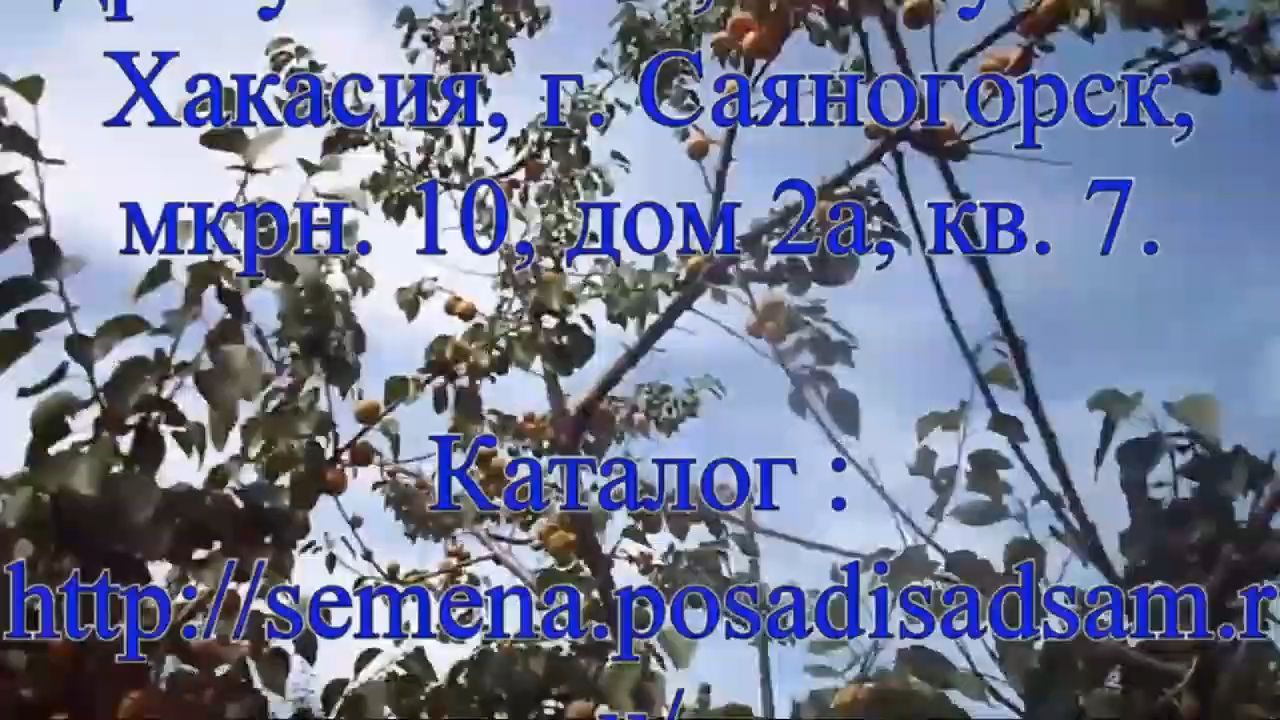 Хакасия, г. Саяногорск,
мкрн. 10, дом 2а, кв. 7.
Каталог :
http://semena.posadisadsam.r
u/